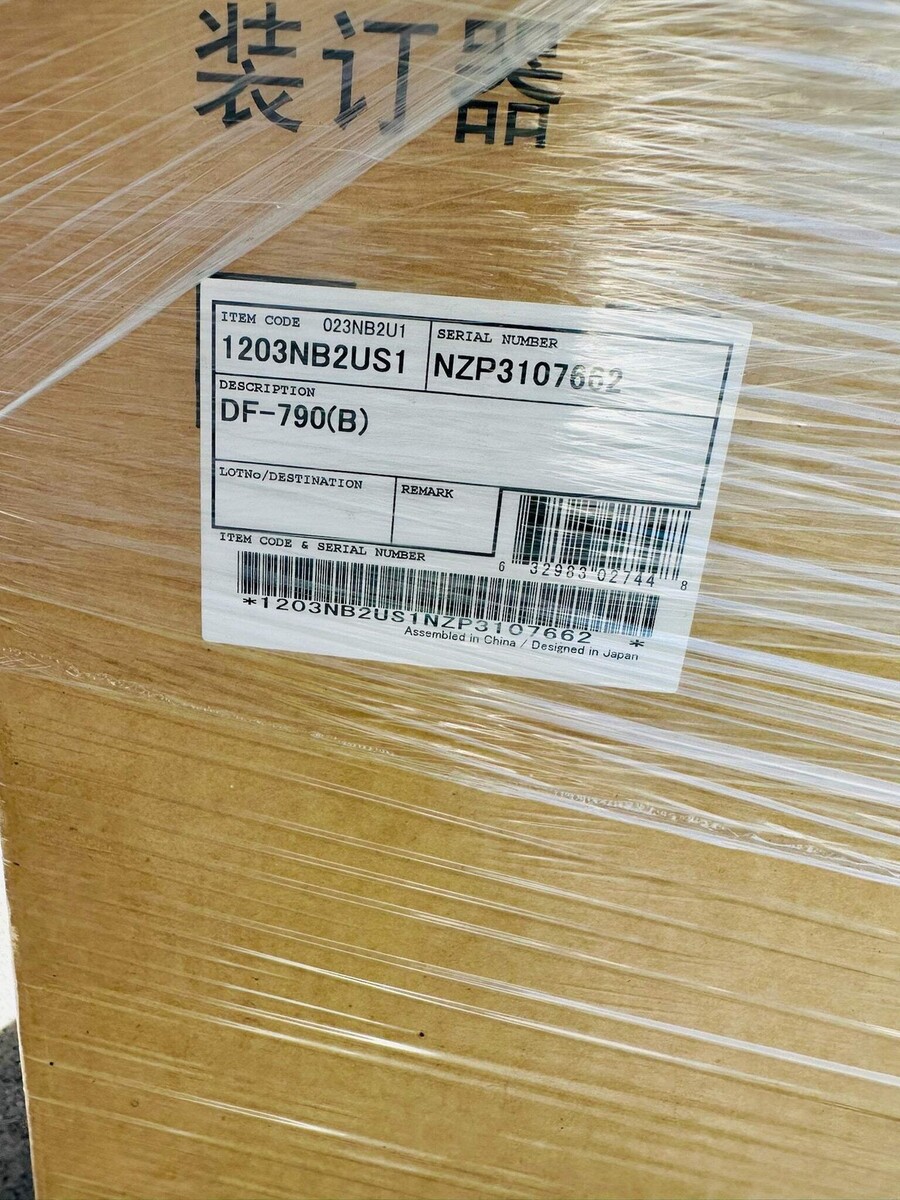 装订器
ITEM CODE 023NB2U1
1203NB2US1
SERIAL NUMBER
NZP3107662
DESCRIPTION
DF-790(B)
LOTNo/DESTINATION
REMARK
6 32983 02744 8
ITEM CODE & SERIAL NUMBER
*1203NB2US1NZP3107662 *
Assembled in China / Designed in Japan